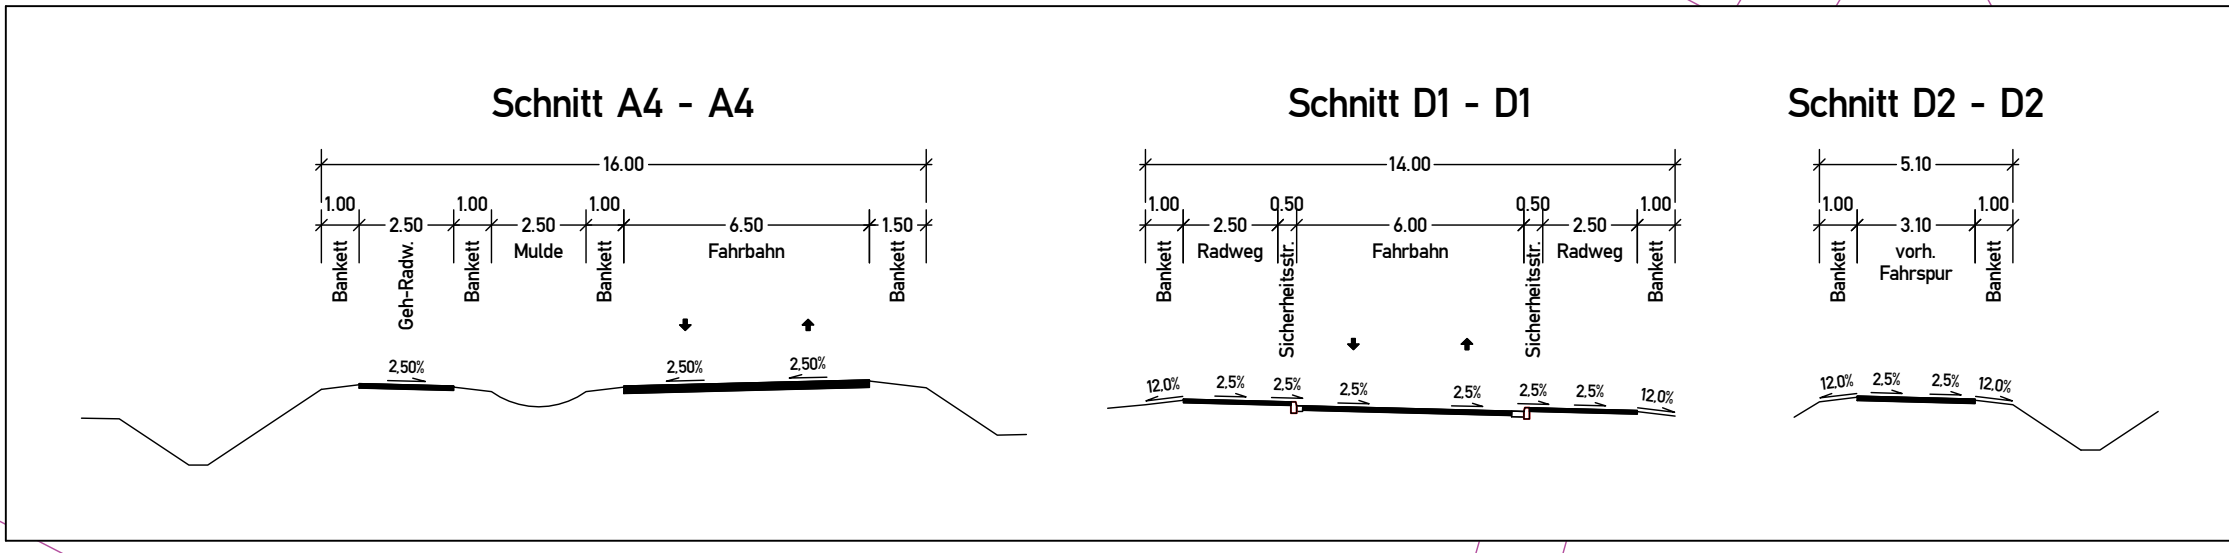 Schnitt A4 - A4
16.00
1.00 1.00 1.00
2.50 2.50 6.50 1.50
Bankett
Geh-Radw.
Bankett
Mulde
Bankett
Fahrbahn
Bankett
2,50%
2,50%
2,50%
Schnitt D1 - D1
14.00
1.00 0.50 0.50 1.00
2.50 6.00 2.50
Bankett
Radweg
Sicherheitsstr.
Fahrbahn
Sicherheitsstr.
Radweg
Bankett
12,0% 2,5% 2,5% 2,5% 2,5% 2,5% 2,5% 12,0%
Schnitt D2 - D2
5.10
1.00 1.00
3.10
Bankett
vorh.
Fahrspur
Bankett
12,0% 2,5% 2,5% 12,0%